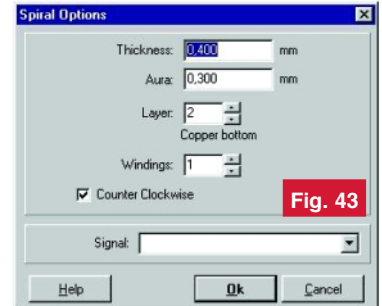 Spiral Options
Thickness: 0,400 mm
Aura: 0,300 mm
Layer: 2
Copper bottom
Windings: 1
Counter Clockwise
Fig. 43
Signal:
Help Ok Cancel